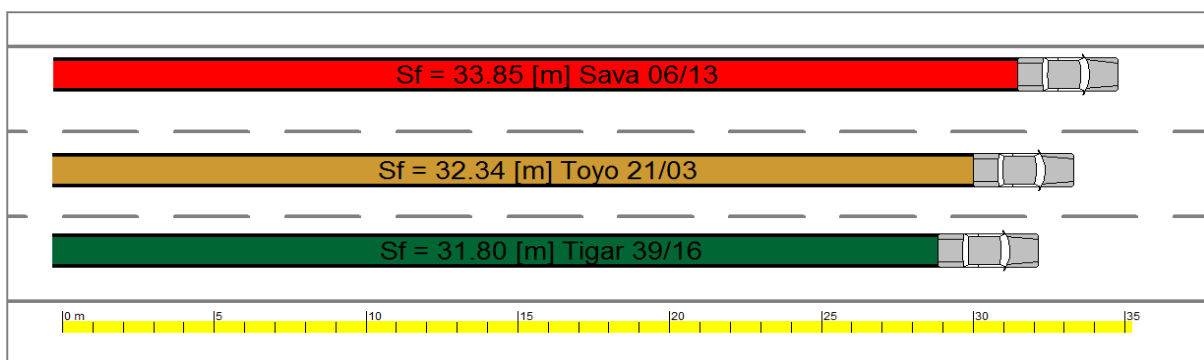 Sf = 33.85 [m] Sava 06/13
Sf = 32.34 [m] Toyo 21/03
Sf = 31.80 [m] Tigar 39/16
0 m 5 10 15 20 25 30 35